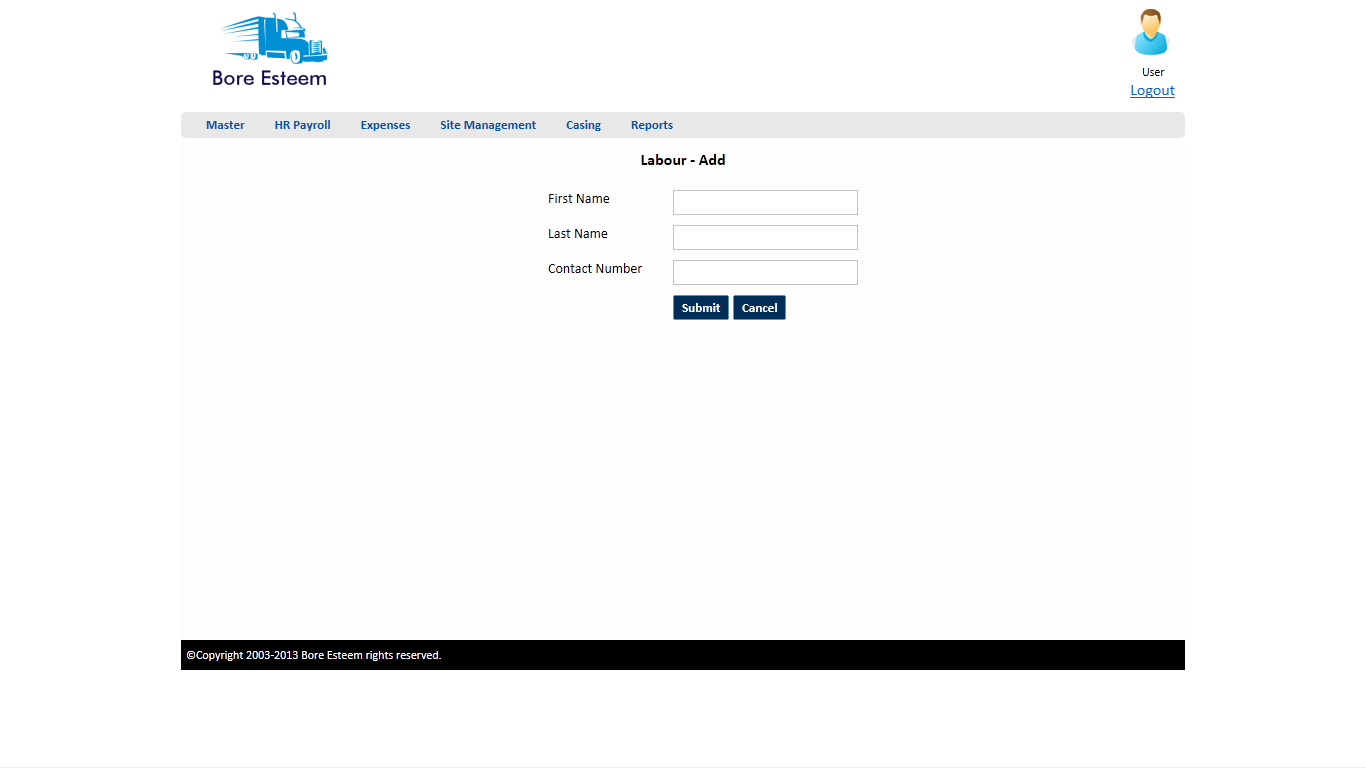 Bore Esteem
User
Logout
Master HR Payroll Expenses Site Management Casing Reports
Labour - Add
First Name
Last Name
Contact Number
Submit Cancel
©Copyright 2003-2013 Bore Esteem rights reserved.